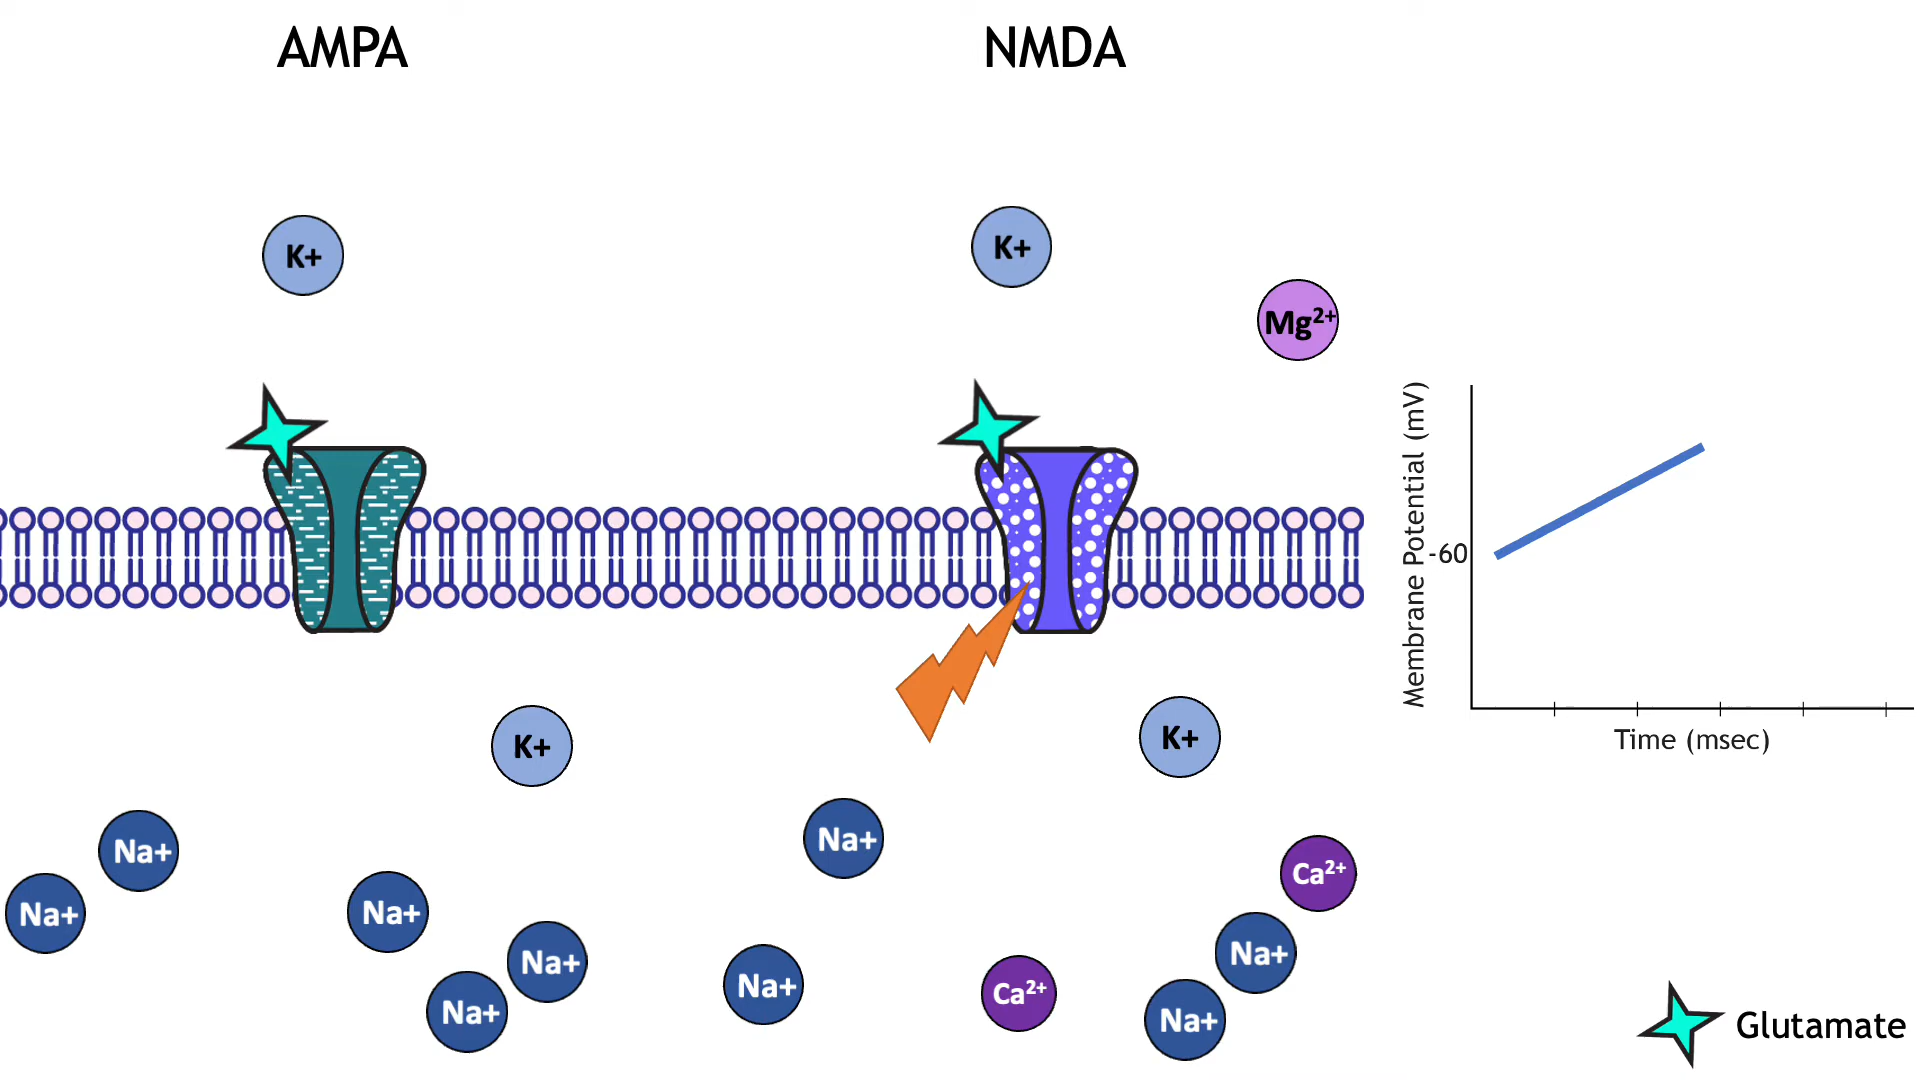 AMPA
NMDA
K+
K+
Mg²⁺
Membrane Potential (mV)
-60
Time (msec)
K+
K+
Na+
Na+
Na+
Na+
Na+
Na+
Na+
Ca²⁺
Na+
Ca²⁺
Na+
Glutamate